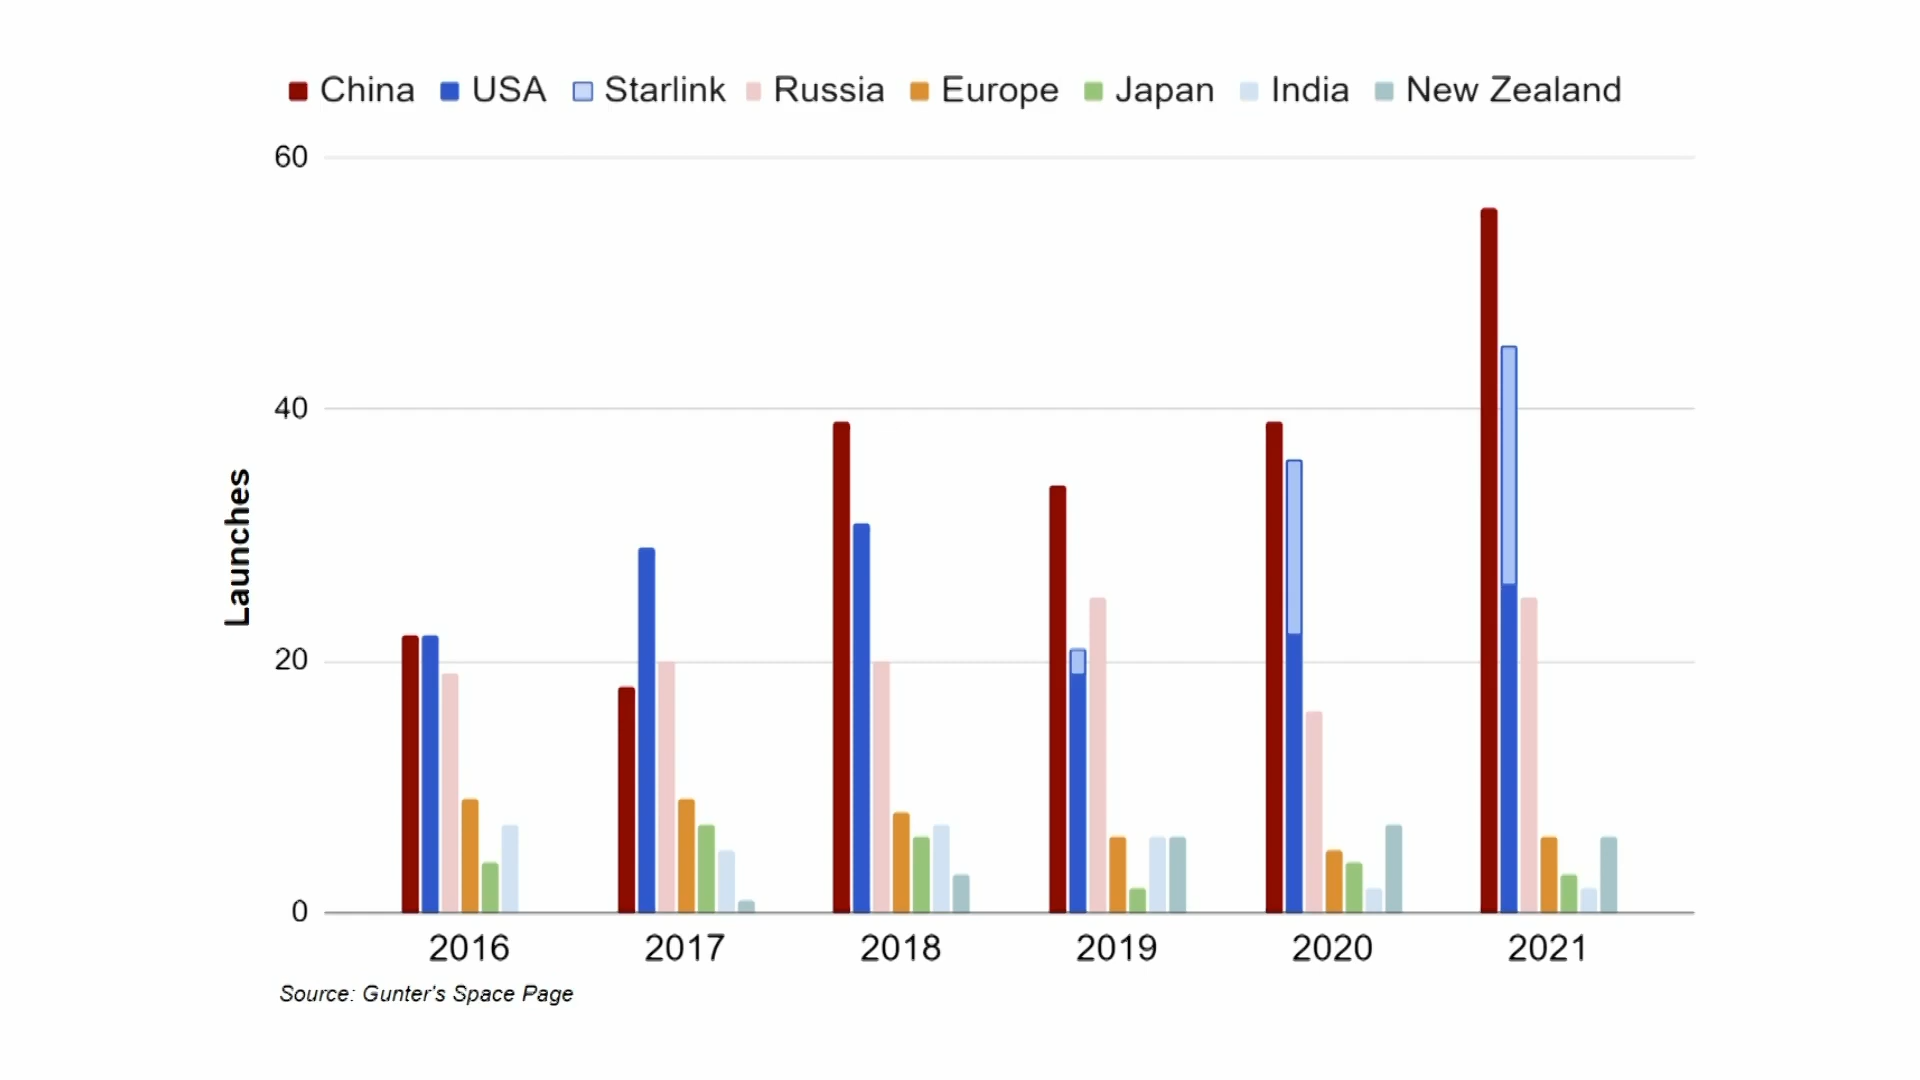 China USA Starlink Russia Europe Japan India New Zealand
60
40
20
0
Launches
2016 2017 2018 2019 2020 2021
Source: Gunter's Space Page